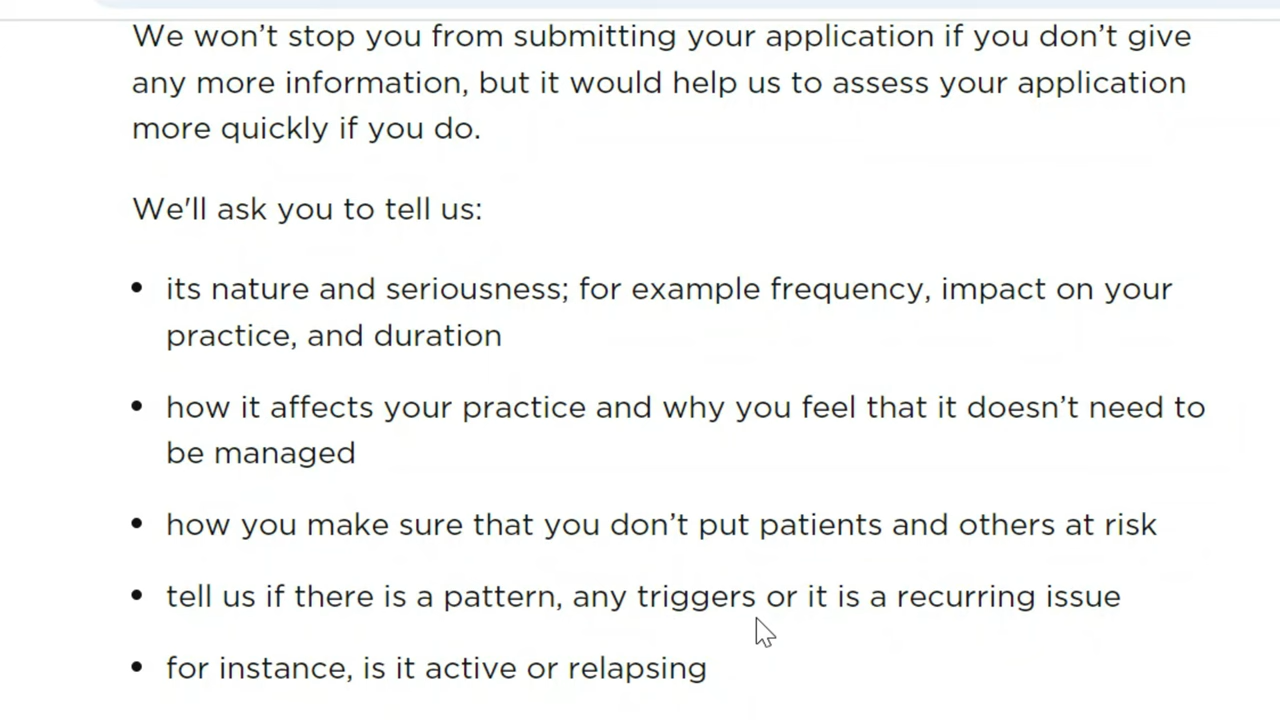 We won’t stop you from submitting your application if you don’t give
any more information, but it would help us to assess your application
more quickly if you do.
We'll ask you to tell us:
• its nature and seriousness; for example frequency, impact on your
practice, and duration
• how it affects your practice and why you feel that it doesn’t need to
be managed
• how you make sure that you don’t put patients and others at risk
• tell us if there is a pattern, any triggers or it is a recurring issue
• for instance, is it active or relapsing